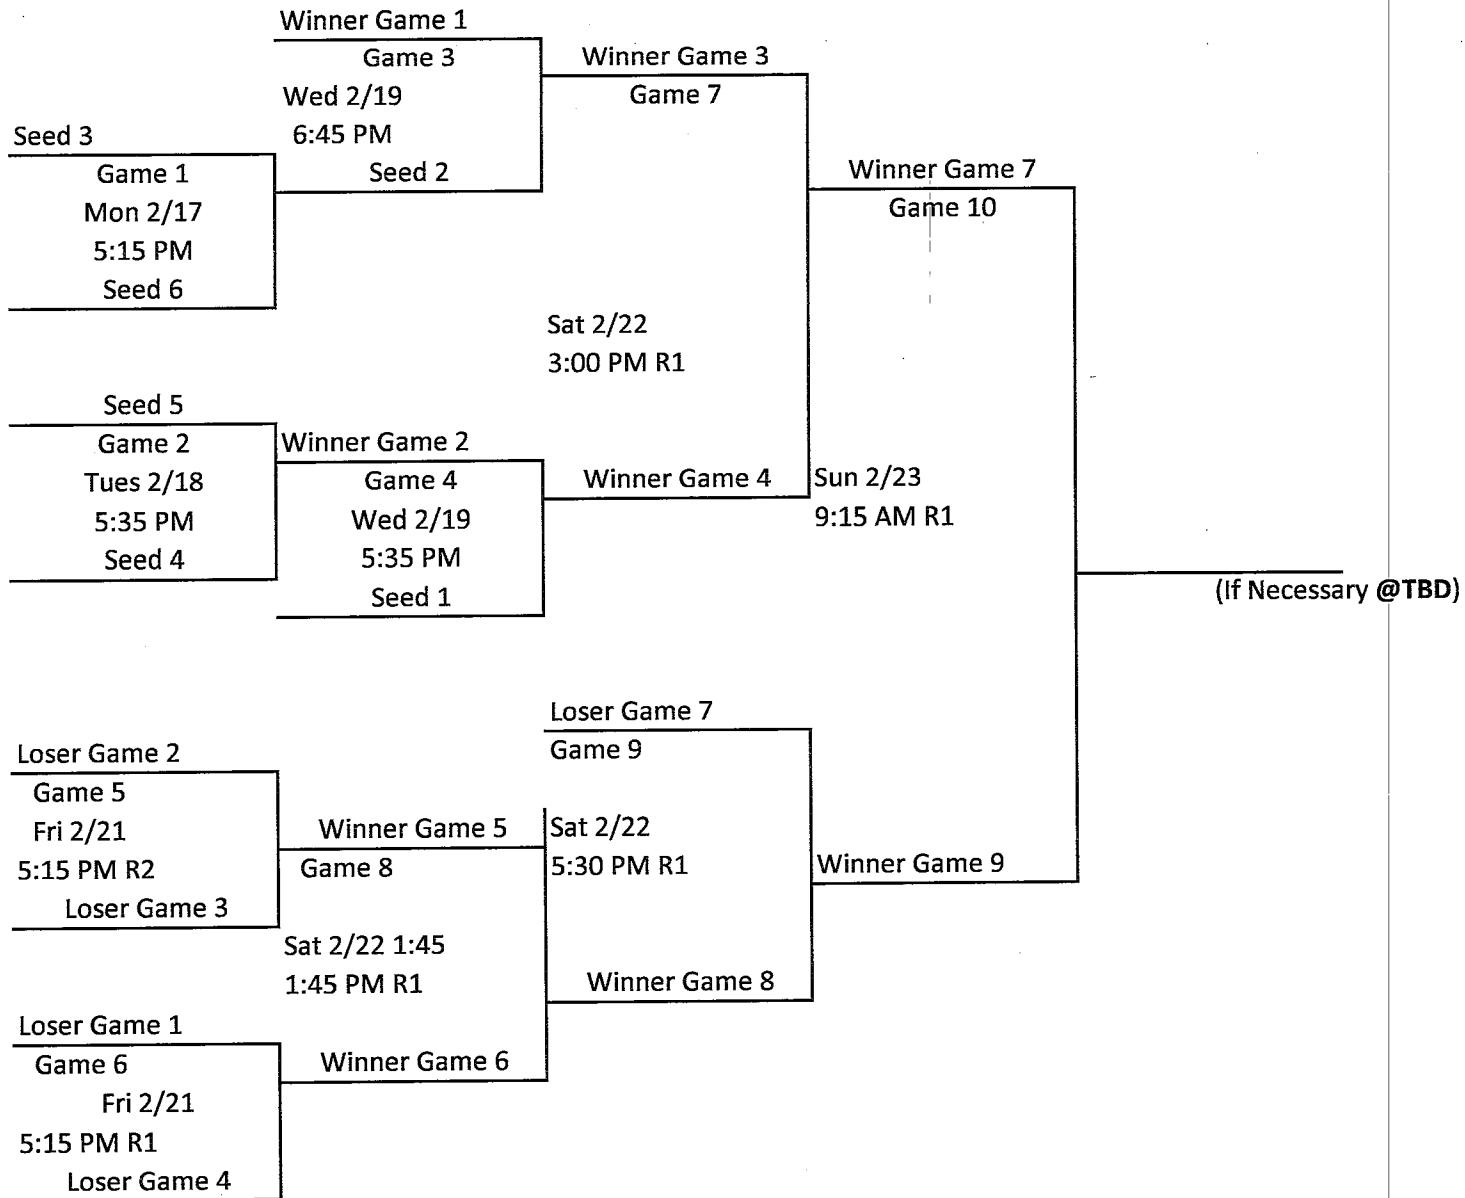 Winner Game 1
Game 3
Wed 2/19
6:45 PM
Seed 2
Winner Game 3
Game 7
Seed 3
Game 1
Mon 2/17
5:15 PM
Seed 6
Winner Game 7
Game 10
Sat 2/22
3:00 PM R1
Seed 5
Game 2
Tues 2/18
5:35 PM
Seed 4
Winner Game 2
Game 4
Wed 2/19
5:35 PM
Seed 1
Winner Game 4
Sun 2/23
9:15 AM R1
(If Necessary @TBD)
Loser Game 7
Game 9
Sat 2/22
5:30 PM R1
Loser Game 2
Game 5
Fri 2/21
5:15 PM R2
Loser Game 3
Winner Game 5
Game 8
Sat 2/22 1:45
1:45 PM R1
Winner Game 9
Winner Game 8
Loser Game 1
Game 6
Fri 2/21
5:15 PM R1
Loser Game 4
Winner Game 6